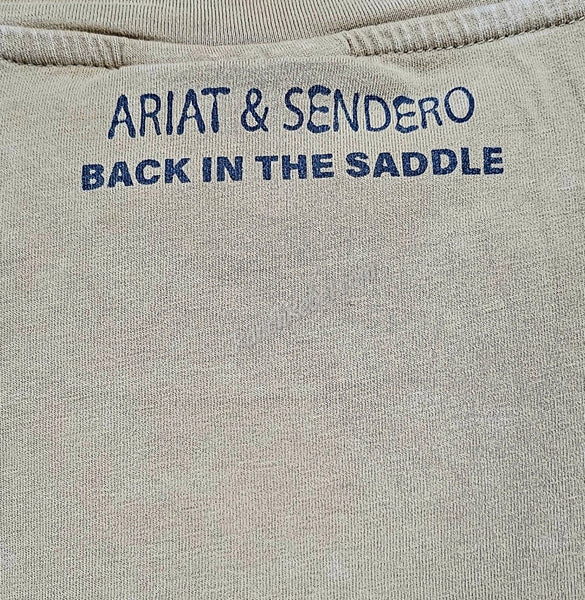 ARIAT & SENDERO
BACK IN THE SADDLE